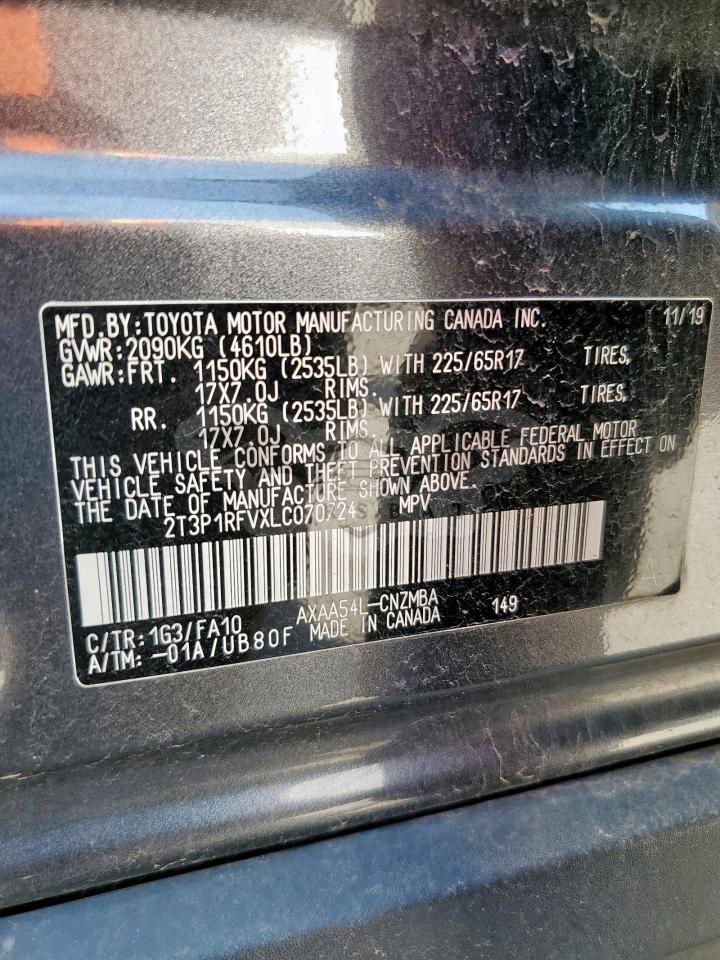 MFD.BY:TOYOTA MOTOR MANUFACTURING CANADA INC. 11/19
GVWR:2090KG (4610LB)
GAWR:FRT. 1150KG (2535LB) WITH 225/65R17 TIRES,
17X7.0J RIMS.
RR. 1150KG (2535LB) WITH 225/65R17 TIRES,
17X7.0J RIMS.
THIS VEHICLE CONFORMS TO ALL APPLICABLE FEDERAL MOTOR
VEHICLE SAFETY AND THEFT PREVENTION STANDARDS IN EFFECT ON
THE DATE OF MANUFACTURE SHOWN ABOVE.
2T3P1RFVXLC070724 MPV
A
AXAA54L-CNZMBA 149
C/TR:1G3/FA10
MADE IN CANADA
A/TM:-01A/UB80F